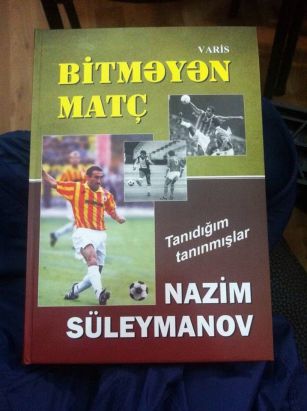 VARİS
BİTMƏYƏN
MATÇ
Tanıdığım
tanınmışlar
NAZİM
SÜLEYMANOV